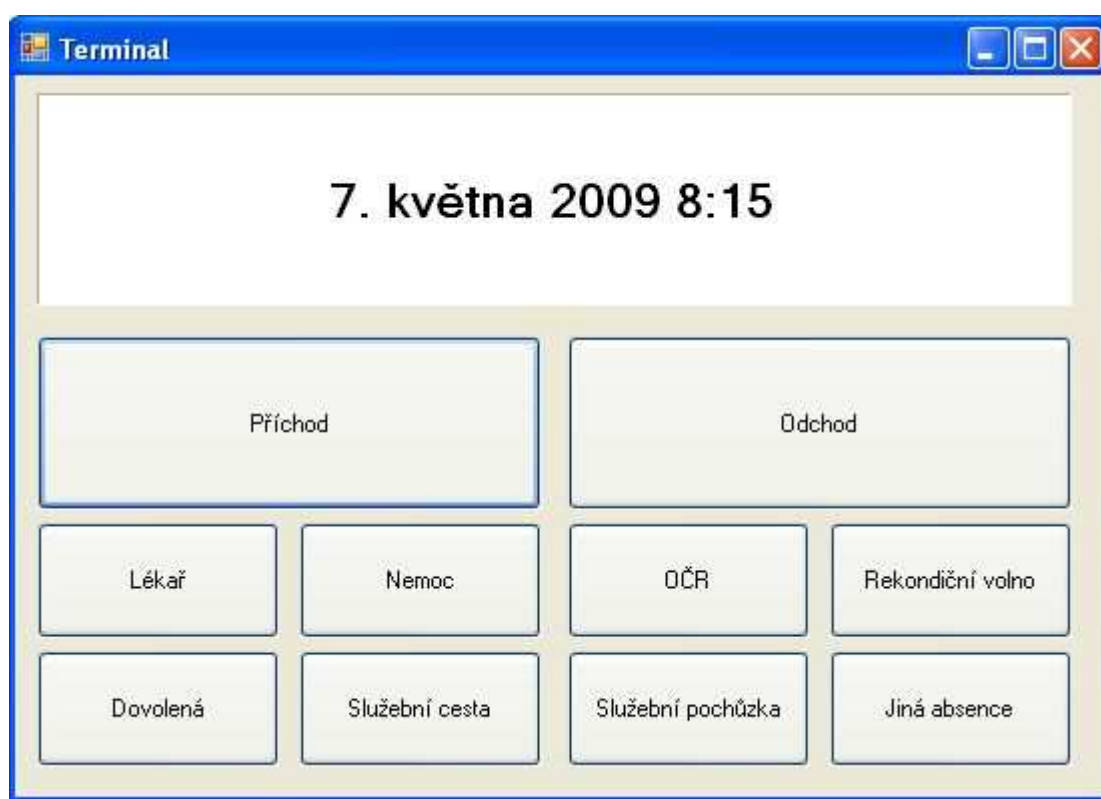 Terminal
7. května 2009 8:15
Příchod
Odchod
Lékař
Nemoc
OČR
Rekondiční volno
Dovolená
Služební cesta
Služební pochůzka
Jiná absence